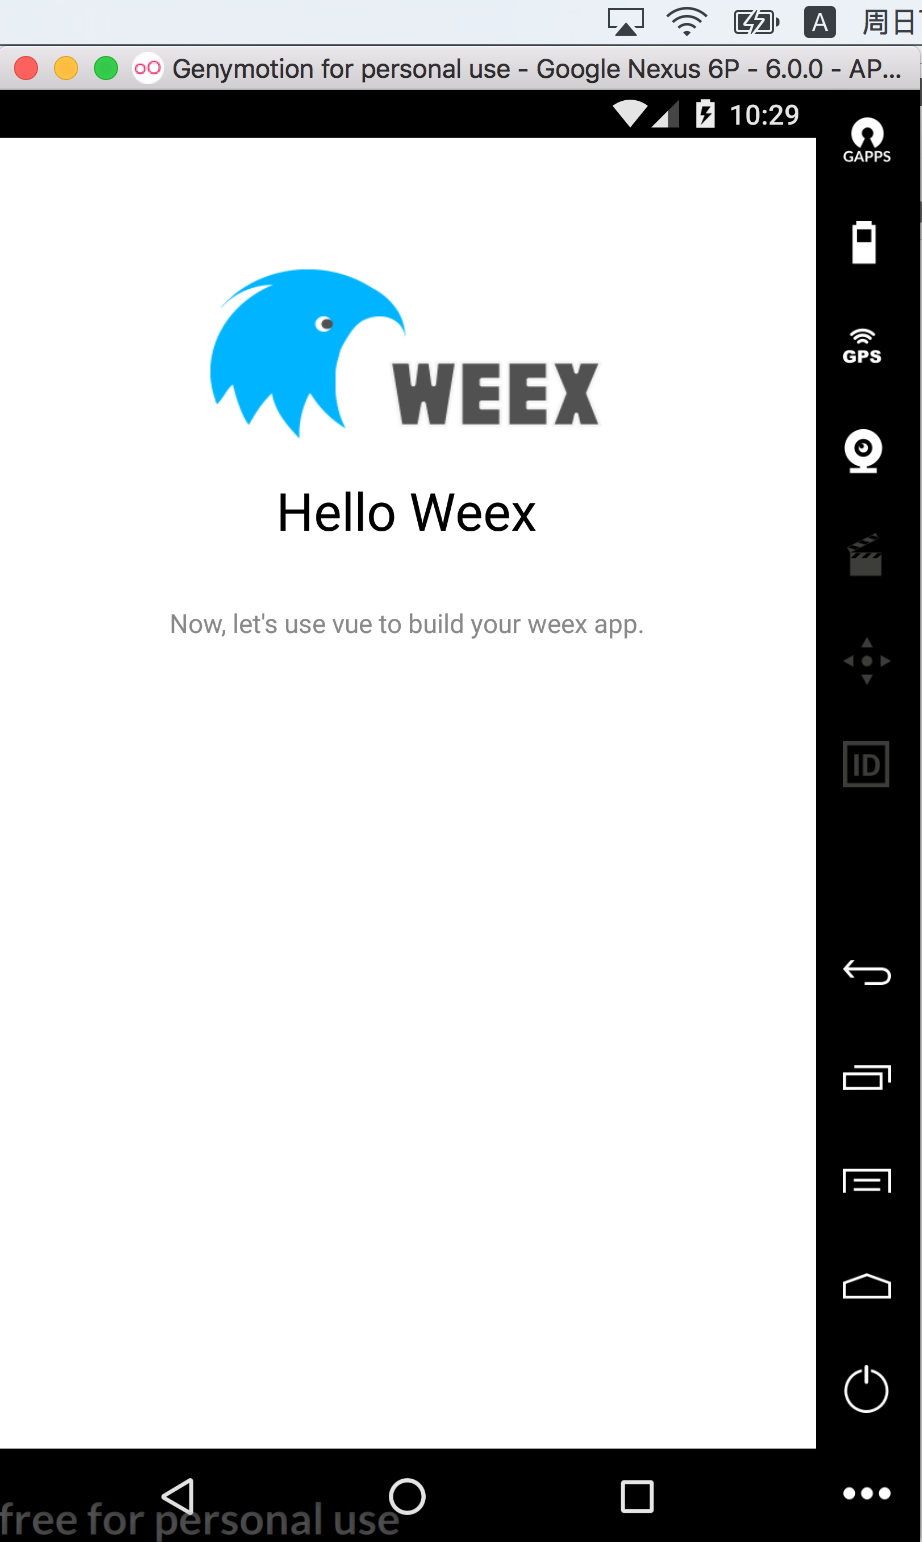 A 周日
Genymotion for personal use - Google Nexus 6P - 6.0.0 - AP...
10:29
GAPPS
GPS
WEEX
Hello Weex
Now, let's use vue to build your weex app.
ID
free for personal use